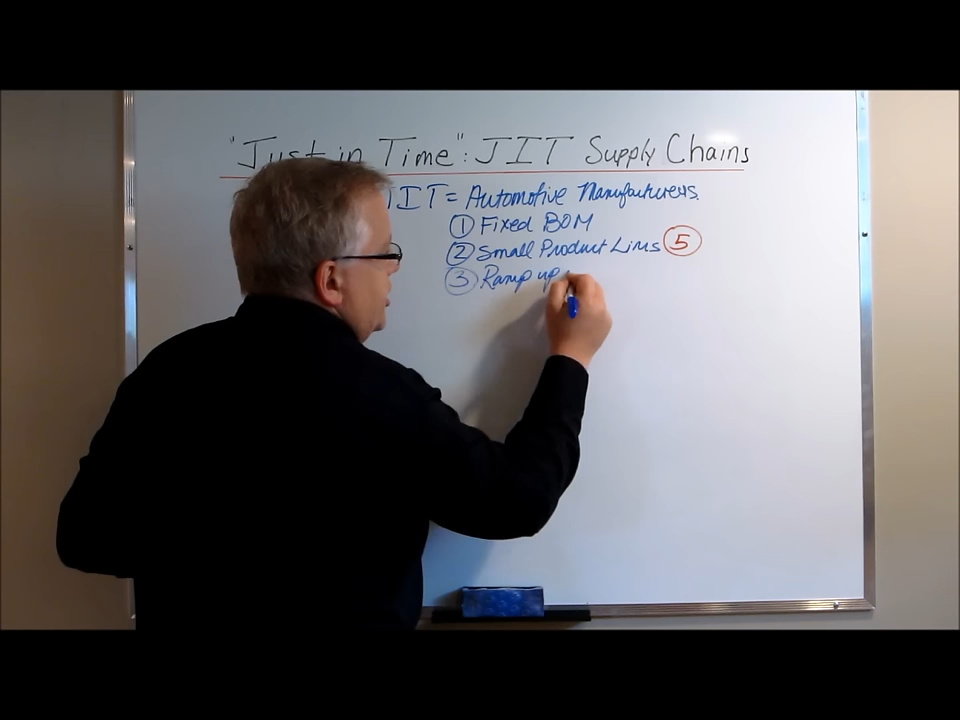 "Just in Time": JIT Supply Chains
JIT = Automotive Manufacturers.
① Fixed BOM
② Small Product Lines ⑤
③ Ramp up